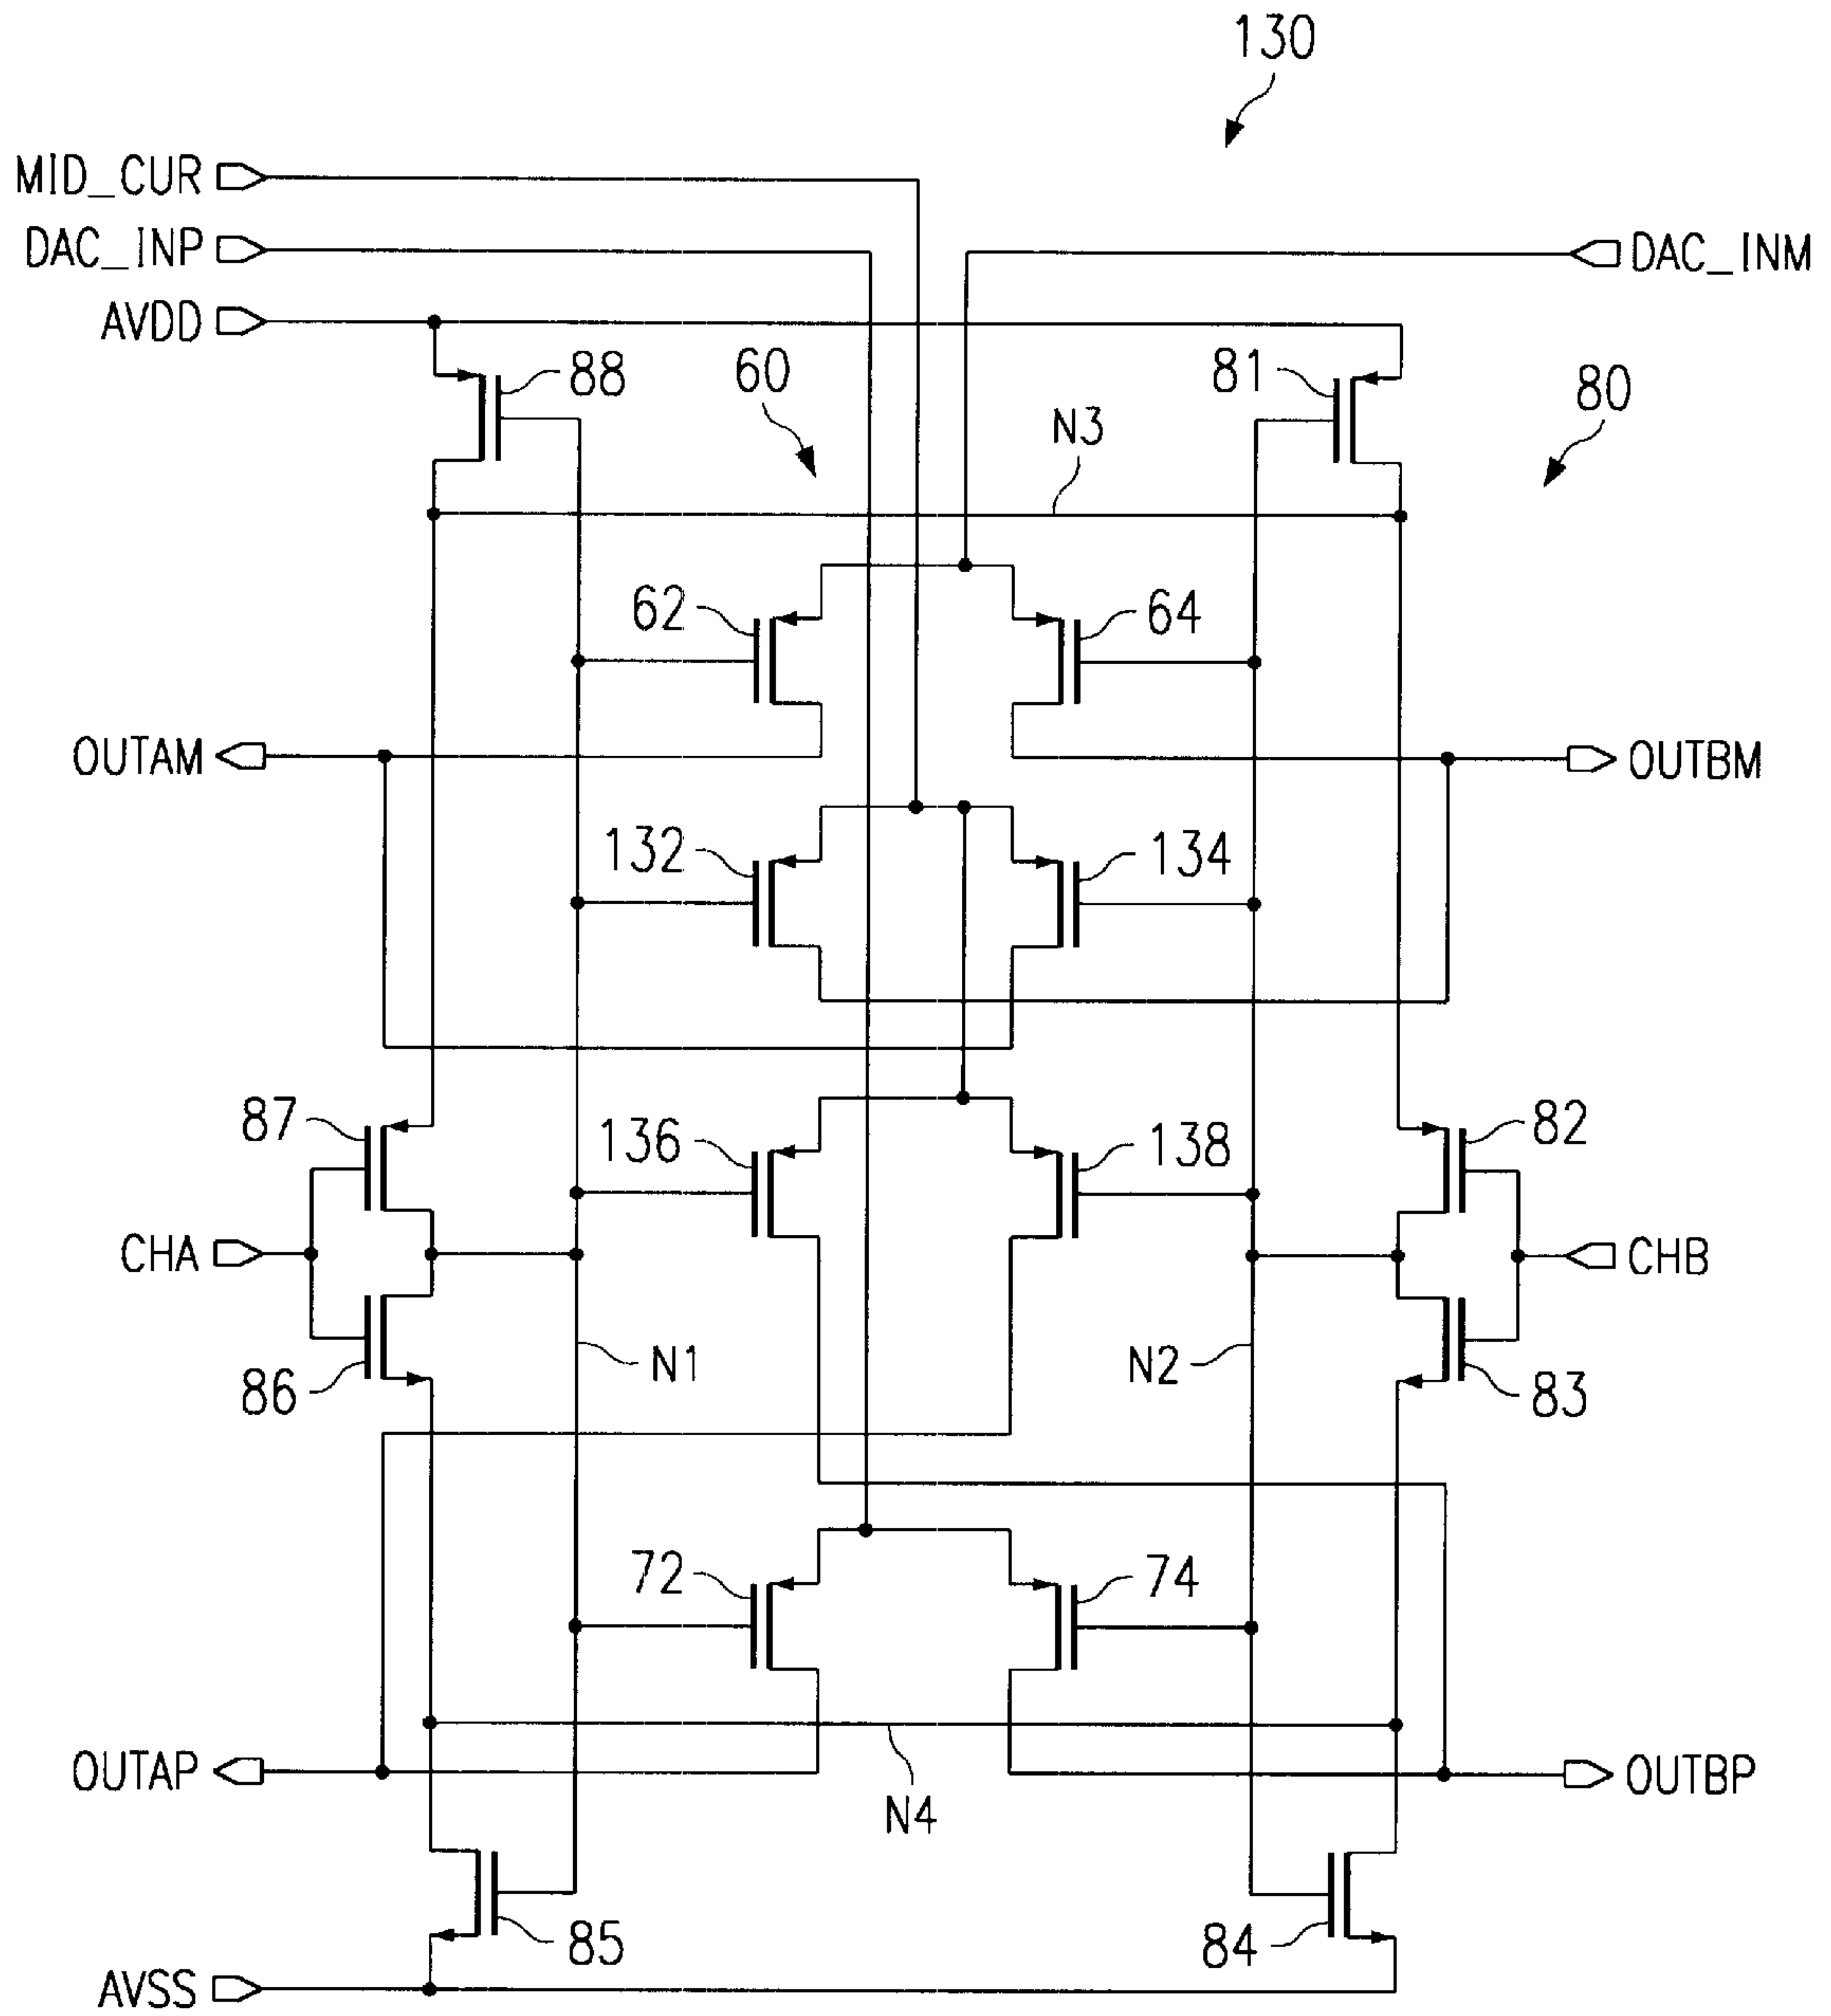 130
MID_CUR
DAC_INP
DAC_INM
AVDD
88
60
81
80
N3
62
64
OUTAM
OUTBM
132
134
87
136
138
82
CHA
CHB
86
N1
N2
83
72
74
OUTAP
N4
OUTBP
85
84
AVSS